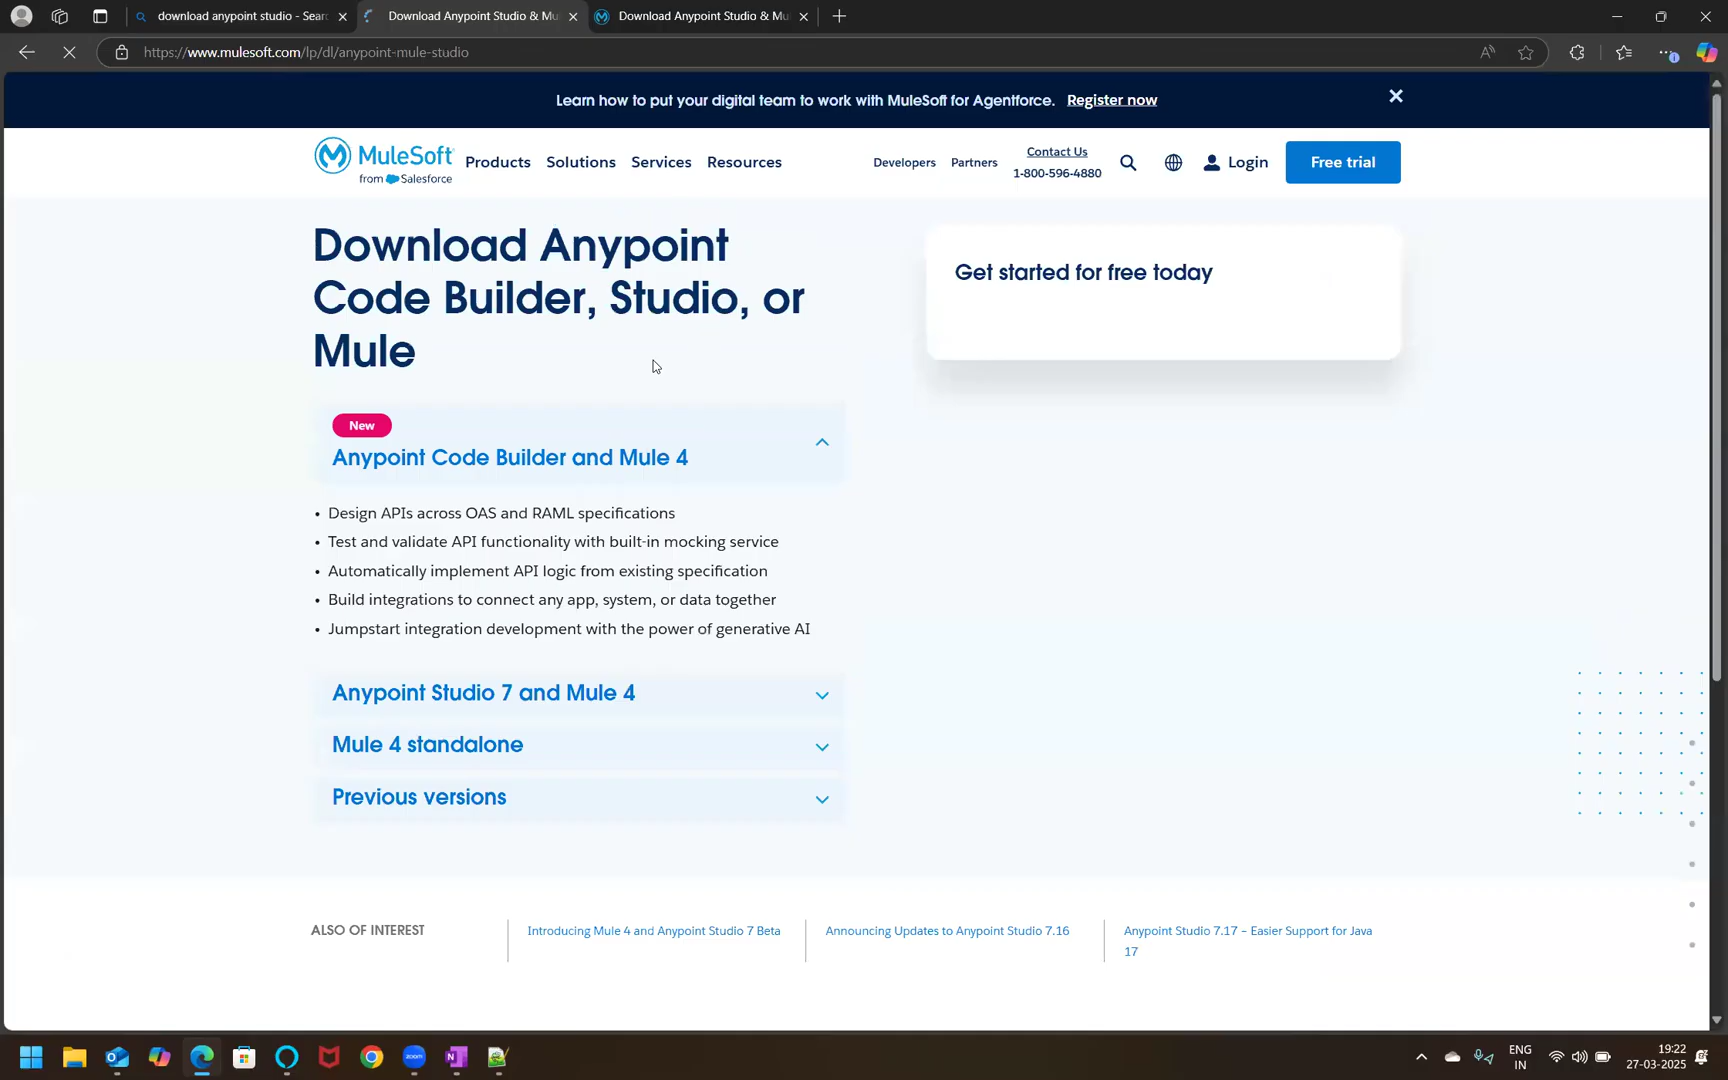 download anypoint studio - Sear
Download Anypoint Studio & Mu
Download Anypoint Studio & Mu
https://www.mulesoft.com/lp/dl/anypoint-mule-studio
Learn how to put your digital team to work with MuleSoft for Agentforce. Register now
MuleSoft
from Salesforce
Products
Solutions
Services
Resources
Developers
Partners
Contact Us
1-800-596-4880
Login
Free trial
Download Anypoint
Code Builder, Studio, or
Mule
Get started for free today
New
Anypoint Code Builder and Mule 4
• Design APIs across OAS and RAML specifications
• Test and validate API functionality with built-in mocking service
• Automatically implement API logic from existing specification
• Build integrations to connect any app, system, or data together
• Jumpstart integration development with the power of generative AI
Anypoint Studio 7 and Mule 4
Mule 4 standalone
Previous versions
ALSO OF INTEREST
Introducing Mule 4 and Anypoint Studio 7 Beta
Announcing Updates to Anypoint Studio 7.16
Anypoint Studio 7.17 – Easier Support for Java
17
zoom
N
ENG
IN
19:22
27-03-2025